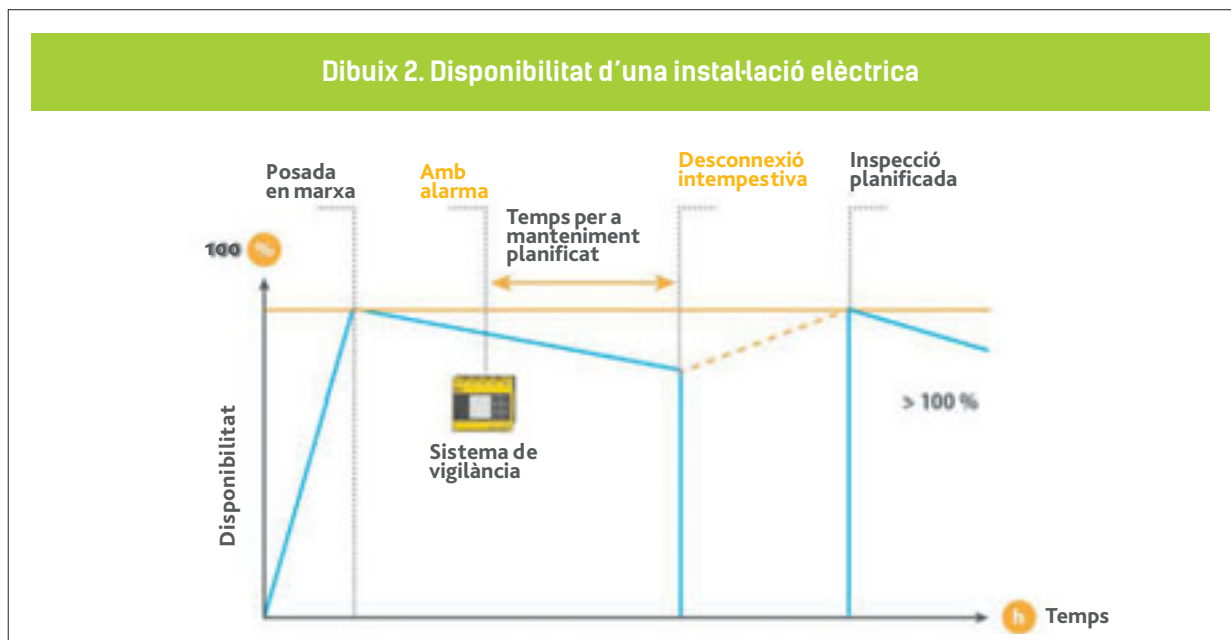 Dibuix 2. Disponibilitat d'una instal·lació elèctrica
Posada
en marxa
Amb
alarma
Desconnexió
intempestiva
Inspecció
planificada
Temps per a
manteniment
planificat
100 %
> 100 %
Sistema de
vigilància
Disponibilitat
h Temps